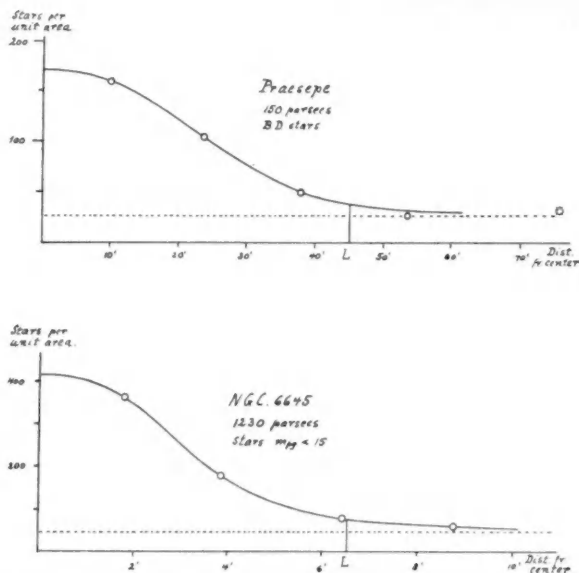 Stars per
unit area.
200
100
Praesepe
150 parsecs
BD stars
10'
20'
30'
40'
L
50'
60'
70'
Dist.
fr. center
Stars per
unit area.
400
200
NGC. 6645
1230 parsecs
Stars mpg < 15
2'
4'
6'
L
8'
10'
Dist fr.
center